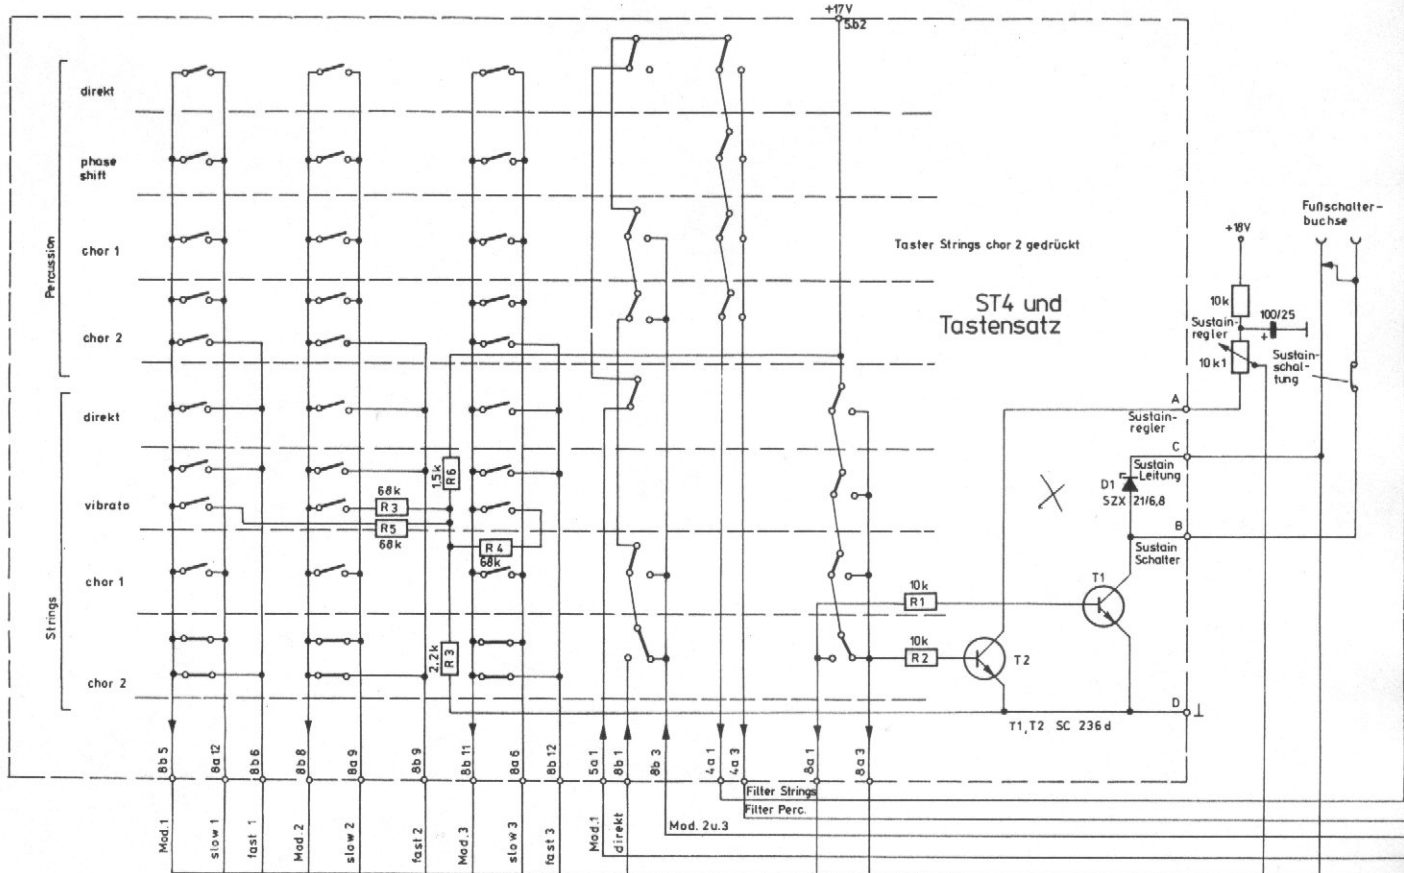 +17V
5.b2
direkt
phase
shift
chor 1
chor 2
Percussion
direkt
vibrato
chor 1
chor 2
Strings
Taster Strings chor 2 gedrückt
ST4 und
Tastensatz
Fußschalter-
buchse
+18V
10k
100/25
+
Sustain-
regler
10k1
Sustain-
schal-
tung
A
Sustain-
regler
C
Sustain
Leitung
D1
SZX 21/6,8
B
Sustain
Schalter
1,5k
R6
68k
R3
R5
68k
R4
68k
2,2k
R3
10k
R1
T1
10k
R2
T2
D
T1,T2 SC 236d
8b5
8a12
8b6
8b8
8a9
8b9
8b11
8a6
8b12
5a1
8b1
8b3
4a1
4a3
8a1
8a3
Filter Strings
Filter Perc.
Mod.1
slow 1
fast 1
Mod.2
slow 2
fast 2
Mod.3
slow 3
fast 3
Mod.1
direkt
Mod. 2u.3